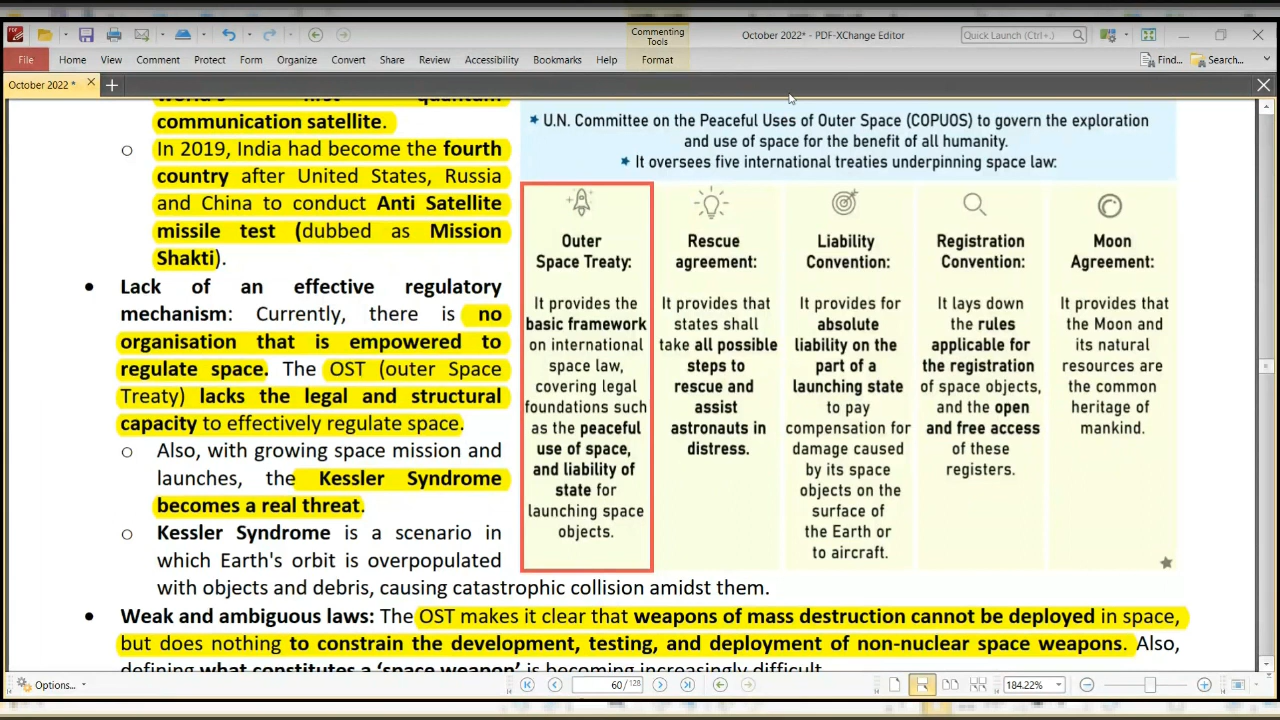 Commenting
Tools
October 2022* - PDF-XChange Editor
Quick Launch (Ctrl+.)
File Home View Comment Protect Form Organize Convert Share Review Accessibility Bookmarks Help Format
Find... Search...
October 2022 *
communication satellite.
In 2019, India had become the fourth
country after United States, Russia
and China to conduct Anti Satellite
missile test (dubbed as Mission
Shakti).
Lack of an effective regulatory
mechanism: Currently, there is no
organisation that is empowered to
regulate space. The OST (outer Space
Treaty) lacks the legal and structural
capacity to effectively regulate space.
Also, with growing space mission and
launches, the Kessler Syndrome
becomes a real threat.
Kessler Syndrome is a scenario in
which Earth's orbit is overpopulated
with objects and debris, causing catastrophic collision amidst them.
Weak and ambiguous laws: The OST makes it clear that weapons of mass destruction cannot be deployed in space,
but does nothing to constrain the development, testing, and deployment of non-nuclear space weapons. Also,
defining what constitutes a 'space weapon' is becoming increasingly difficult.
U.N. Committee on the Peaceful Uses of Outer Space (COPUOS) to govern the exploration
and use of space for the benefit of all humanity.
It oversees five international treaties underpinning space law:
Outer
Space Treaty:
It provides the
basic framework
on international
space law,
covering legal
foundations such
as the peaceful
use of space,
and liability of
state for
launching space
objects.
Rescue
agreement:
It provides that
states shall
take all possible
steps to
rescue and
assist
astronauts in
distress.
Liability
Convention:
It provides for
absolute
liability on the
part of a
launching state
to pay
compensation for
damage caused
by its space
objects on the
surface of
the Earth or
to aircraft.
Registration
Convention:
It lays down
the rules
applicable for
the registration
of space objects,
and the open
and free access
of these
registers.
Moon
Agreement:
It provides that
the Moon and
its natural
resources are
the common
heritage of
mankind.
Options...
60 / 128
184.22%